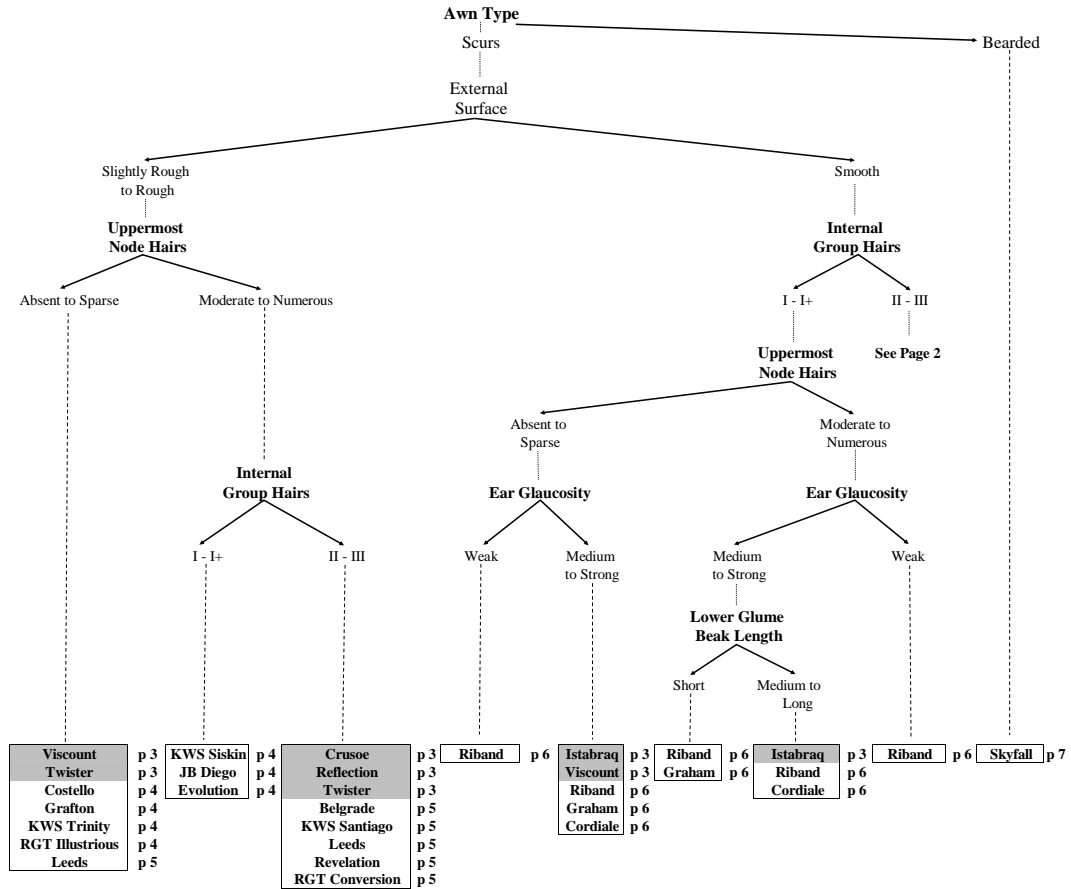 Awn Type
Scurs
Bearded
External
Surface
Slightly Rough
to Rough
Smooth
Uppermost
Node Hairs
Internal
Group Hairs
Absent to Sparse
Moderate to Numerous
I - I+
II - III
Uppermost
Node Hairs
See Page 2
Absent to
Sparse
Moderate to
Numerous
Internal
Group Hairs
Ear Glaucosity
Ear Glaucosity
I - I+
II - III
Weak
Medium
to Strong
Medium
to Strong
Weak
Lower Glume
Beak Length
Short
Medium to
Long
Viscount p 3
Twister p 3
Costello p 4
Grafton p 4
KWS Trinity p 4
RGT Illustrious p 4
Leeds p 5
KWS Siskin p 4
JB Diego p 4
Evolution p 4
Crusoe p 3
Reflection p 3
Twister p 3
Belgrade p 5
KWS Santiago p 5
Leeds p 5
Revelation p 5
RGT Conversion p 5
Riband p 6
Istabraq p 3
Viscount p 3
Riband p 6
Graham p 6
Cordiale p 6
Riband p 6
Graham p 6
Istabraq p 3
Riband p 6
Cordiale p 6
Riband p 6
Skyfall p 7